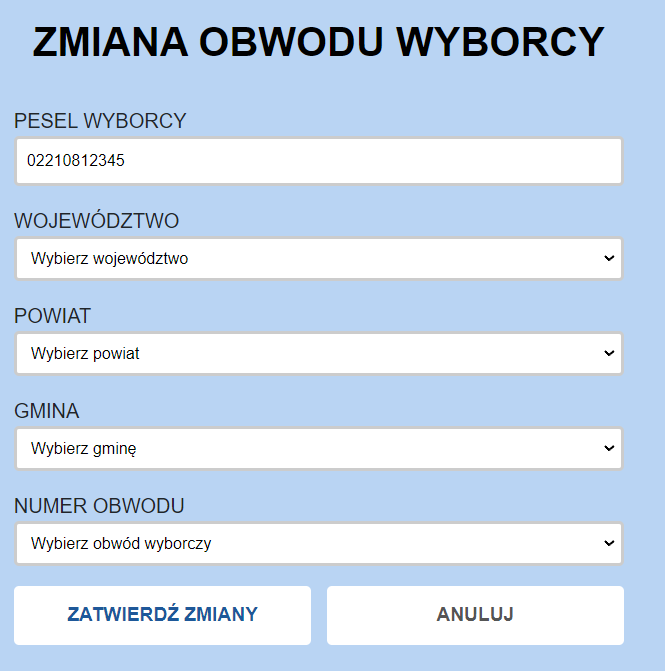 ZMIANA OBWODU WYBORCY
PESEL WYBORCY
02210812345
WOJEWÓDZTWO
Wybierz województwo
POWIAT
Wybierz powiat
GMINA
Wybierz gminę
NUMER OBWODU
Wybierz obwód wyborczy
ZATWIERDŹ ZMIANY
ANULUJ